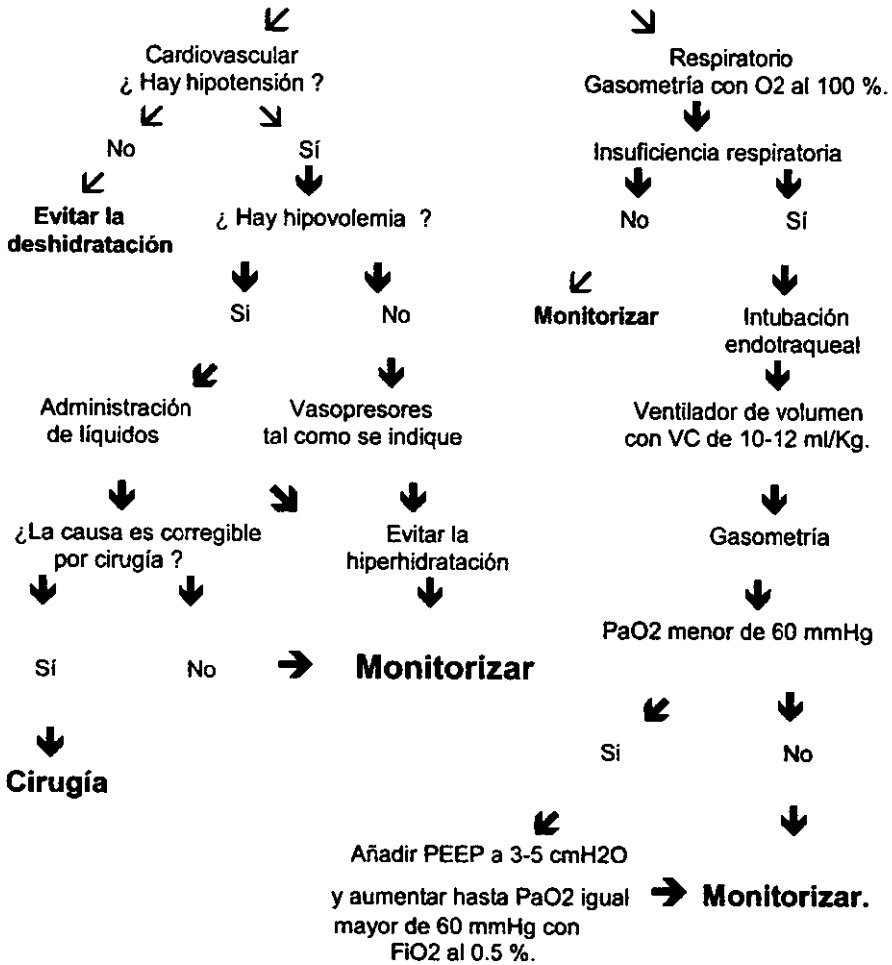 Cardiovascular
¿ Hay hipotensión ?
No
Sí
Evitar la
deshidratación
¿ Hay hipovolemia ?
Si
No
Administración
de líquidos
Vasopresores
tal como se indique
¿La causa es corregible
por cirugía ?
Evitar la
hiperhidratación
Sí
No
Monitorizar
Cirugía
Respiratorio
Gasometría con O2 al 100 %.
Insuficiencia respiratoria
No
Sí
Monitorizar
Intubación
endotraqueal
Ventilador de volumen
con VC de 10-12 ml/Kg.
Gasometría
PaO2 menor de 60 mmHg
Si
No
Añadir PEEP a 3-5 cmH2O
y aumentar hasta PaO2 igual
mayor de 60 mmHg con
FiO2 al 0.5 %.
Monitorizar.